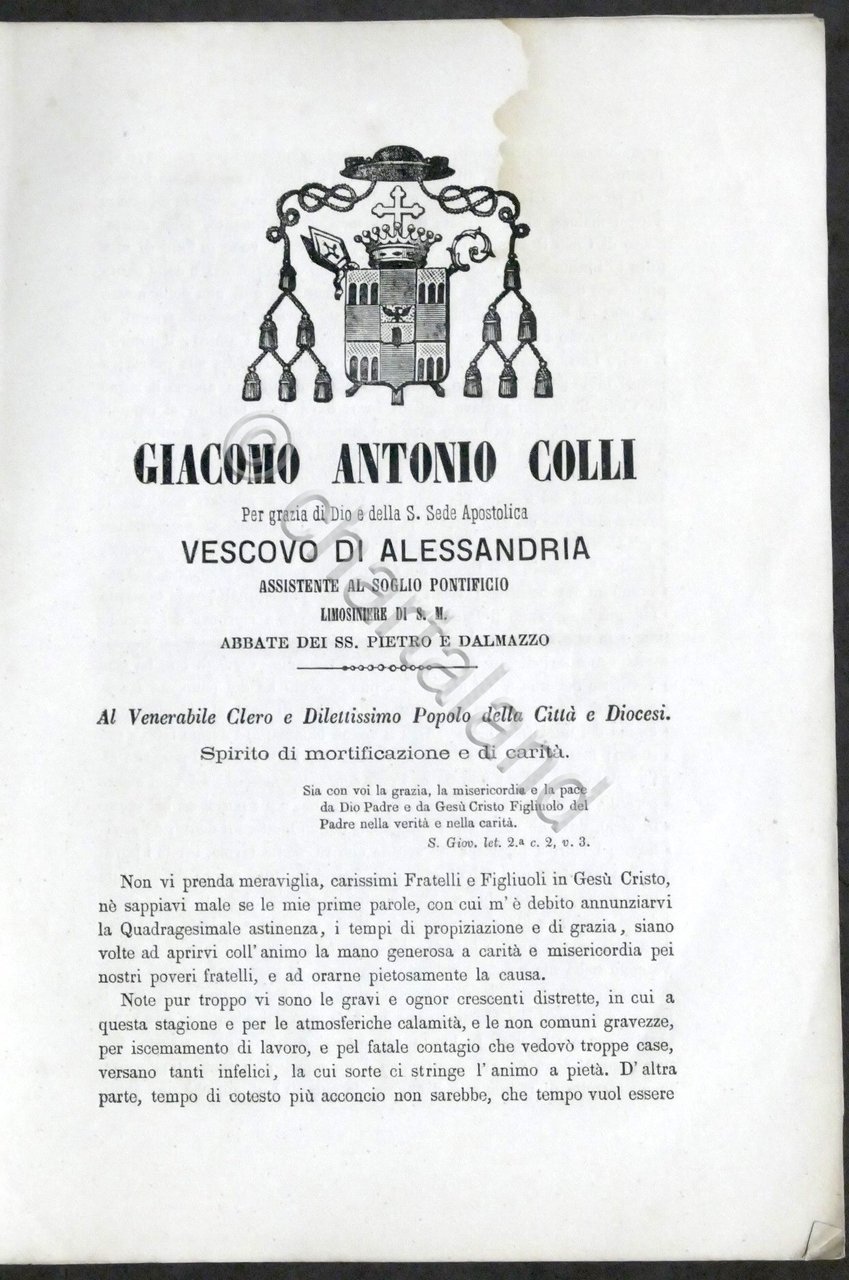 GIACOMO ANTONIO COLLI
Per grazia di Dio e della S. Sede Apostolica
VESCOVO DI ALESSANDRIA
ASSISTENTE AL SOGLIO PONTIFICIO
LIMOSINIERE DI S. M.
ABBATE DEI SS. PIETRO E DALMAZZO
Al Venerabile Clero e Dilettissimo Popolo della Città e Diocesi.
Spirito di mortificazione e di carità.
Sia con voi la grazia, la misericordia e la pace
da Dio Padre e da Gesù Cristo Figliuolo del
Padre nella verità e nella carità.
S. Giov. let. 2.ª c. 2, v. 3.
Non vi prenda meraviglia, carissimi Fratelli e Figliuoli in Gesù Cristo,
nè sappiavi male se le mie prime parole, con cui m' è debito annunziarvi
la Quadragesimale astinenza, i tempi di propiziazione e di grazia, siano
volte ad aprirvi coll' animo la mano generosa a carità e misericordia pei
nostri poveri fratelli, e ad orarne pietosamente la causa.
Note pur troppo vi sono le gravi e ognor crescenti distrette, in cui a
questa stagione e per le atmosferiche calamità, e le non comuni gravezze,
per iscemamento di lavoro, e pel fatale contagio che vedovò troppe case,
versano tanti infelici, la cui sorte ci stringe l' animo a pietà. D' altra
parte, tempo di cotesto più acconcio non sarebbe, che tempo vuol essere
© chartaland